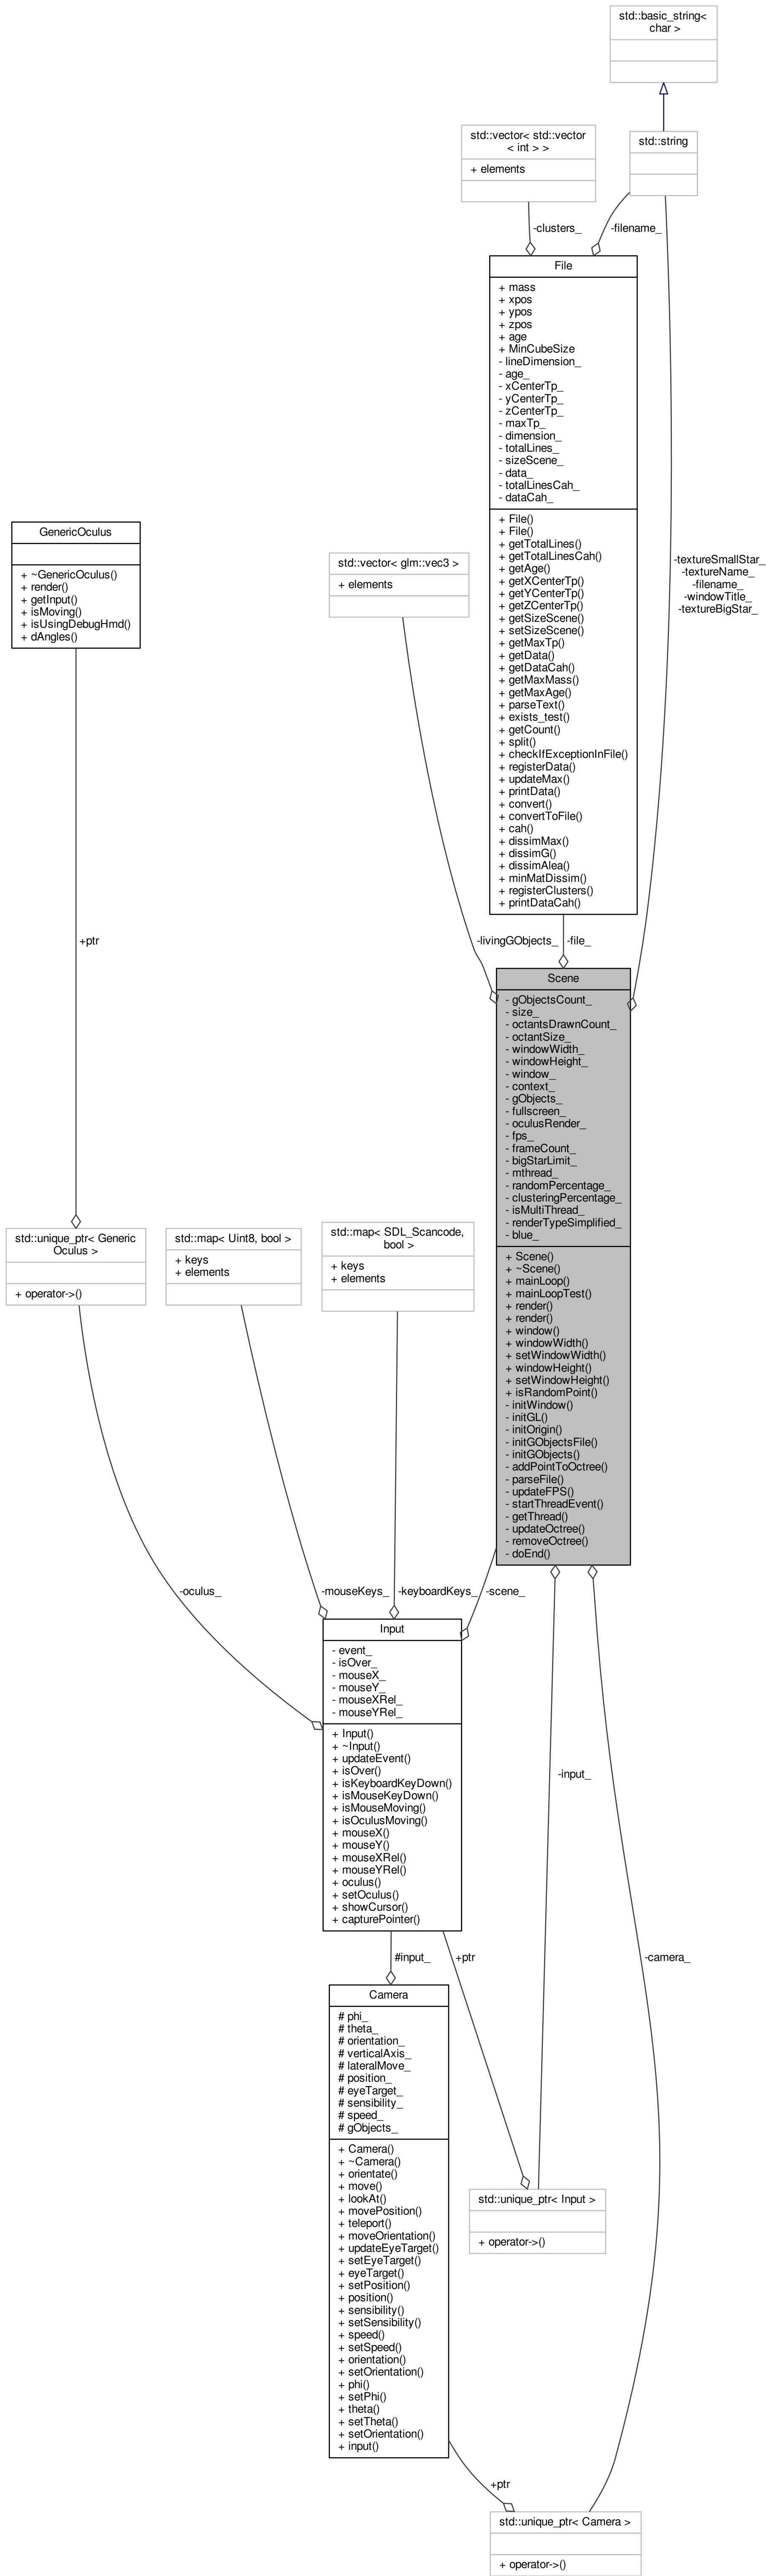 std::basic_string<
char >
std::vector< std::vector
< int > >
+ elements
std::string
-clusters_
-filename_
File
+ mass
+ xpos
+ ypos
+ zpos
+ age
+ MinCubeSize
- lineDimension_
- age_
- xCenterTp_
- yCenterTp_
- zCenterTp_
- maxTp_
- dimension_
- totalLines_
- sizeScene_
- data_
- totalLinesCah_
- dataCah_
+ File()
+ File()
+ getTotalLines()
+ getTotalLinesCah()
+ getAge()
+ getXCenterTp()
+ getYCenterTp()
+ getZCenterTp()
+ getSizeScene()
+ setSizeScene()
+ getMaxTp()
+ getData()
+ getDataCah()
+ getMaxMass()
+ getMaxAge()
+ parseText()
+ exists_test()
+ getCount()
+ split()
+ checkIfExceptionInFile()
+ registerData()
+ updateMax()
+ printData()
+ convert()
+ convertToFile()
+ cah()
+ dissimMax()
+ dissimG()
+ dissimAlea()
+ minMatDissim()
+ registerClusters()
+ printDataCah()
GenericOculus
+ ~GenericOculus()
+ render()
+ getInput()
+ isMoving()
+ isUsingDebugHmd()
+ dAngles()
std::vector< glm::vec3 >
+ elements
-textureSmallStar_
-textureName_
-filename_
-windowTitle_
-textureBigStar_
+ptr
-livingGObjects_
-file_
Scene
- gObjectsCount_
- size_
- octantsDrawnCount_
- octantSize_
- windowWidth_
- windowHeight_
- window_
- context_
- gObjects_
- fullscreen_
- oculusRender_
- fps_
- frameCount_
- bigStarLimit_
- mthread_
- randomPercentage_
- clusteringPercentage_
- isMultiThread_
- renderTypeSimplified_
- blue_
+ Scene()
+ ~Scene()
+ mainLoop()
+ mainLoopTest()
+ render()
+ render()
+ window()
+ windowWidth()
+ setWindowWidth()
+ windowHeight()
+ setWindowHeight()
+ isRandomPoint()
- initWindow()
- initGL()
- initOrigin()
- initGObjectsFile()
- initGObjects()
- addPointToOctree()
- parseFile()
- updateFPS()
- startThreadEvent()
- getThread()
- updateOctree()
- removeOctree()
- doEnd()
std::unique_ptr< Generic
Oculus >
+ operator->()
std::map< Uint8, bool >
+ keys
+ elements
std::map< SDL_Scancode,
bool >
+ keys
+ elements
-oculus_
-mouseKeys_
-keyboardKeys_
-scene_
Input
- event_
- isOver_
- mouseX_
- mouseY_
- mouseXRel_
- mouseYRel_
+ Input()
+ ~Input()
+ updateEvent()
+ isOver()
+ isKeyboardKeyDown()
+ isMouseKeyDown()
+ isMouseMoving()
+ isOculusMoving()
+ mouseX()
+ mouseY()
+ mouseXRel()
+ mouseYRel()
+ oculus()
+ setOculus()
+ showCursor()
+ capturePointer()
-input_
#input_
+ptr
-camera_
Camera
# phi_
# theta_
# orientation_
# verticalAxis_
# lateralMove_
# position_
# eyeTarget_
# sensibility_
# speed_
# gObjects_
+ Camera()
+ ~Camera()
+ orientate()
+ move()
+ lookAt()
+ movePosition()
+ teleport()
+ moveOrientation()
+ updateEyeTarget()
+ setEyeTarget()
+ eyeTarget()
+ setPosition()
+ position()
+ sensibility()
+ setSensibility()
+ speed()
+ setSpeed()
+ orientation()
+ setOrientation()
+ phi()
+ setPhi()
+ theta()
+ setTheta()
+ setOrientation()
+ input()
std::unique_ptr< Input >
+ operator->()
+ptr
std::unique_ptr< Camera >
+ operator->()